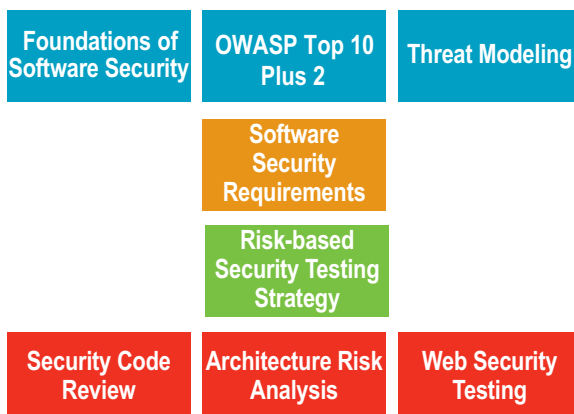 Foundations of
Software Security
OWASP Top 10
Plus 2
Threat Modeling
Software
Security
Requirements
Risk-based
Security Testing
Strategy
Security Code
Review
Architecture Risk
Analysis
Web Security
Testing